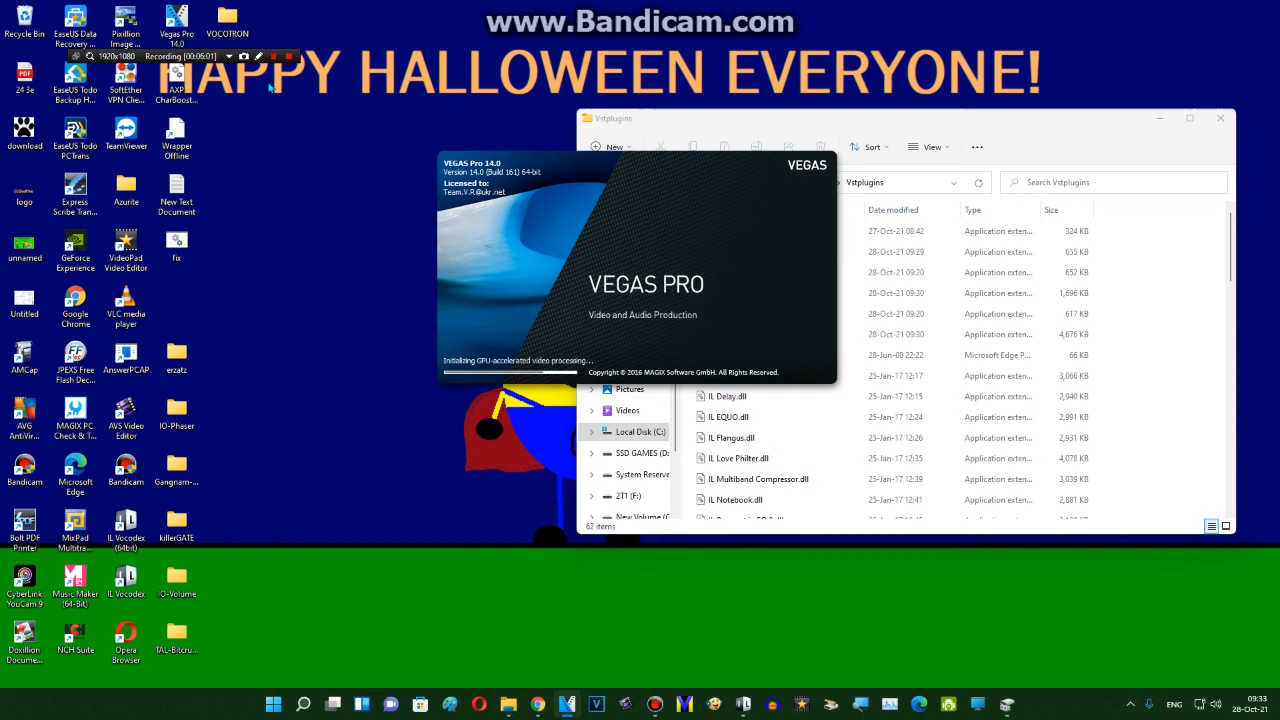 www.Bandicam.com
HAPPY HALLOWEEN EVERYONE!
1920x1080 Recording [00:06:01]
Recycle Bin
EaseUS Data Recovery ...
Pixillion Image ...
Vegas Pro 14.0
VOCOTRON
24 3e
EaseUS Todo Backup H...
SoftEther VPN Clie...
AXP CharBoost...
download
EaseUS Todo PCTrans
TeamViewer
Wrapper Offline
logo
Express Scribe Tran...
Azurite
New Text Document
unnamed
GeForce Experience
VideoPad Video Editor
fix
Untitled
Google Chrome
VLC media player
AMCap
JPEXS Free Flash Dec...
AnswerPCAP
erzatz
AVG AntiVir...
MAGIX PC Check & T...
AVS Video Editor
IO-Phaser
Bandicam
Microsoft Edge
Bandicam
Gangnam-...
Bolt PDF Printer
MixPad Multitra...
IL Vocodex (64bit)
killerGATE
CyberLink YouCam 9
Music Maker (64-Bit)
IL Vocodex
IO-Volume
Doxillion Docume...
NCH Suite
Opera Browser
TAL-Bitcru...
Vstplugins
New
Sort
View
Vstplugins
Search Vstplugins
Date modified Type Size
27-Oct-21 08:42 Application exten... 324 KB
28-Oct-21 09:29 Application exten... 655 KB
28-Oct-21 09:20 Application exten... 652 KB
28-Oct-21 09:30 Application exten... 1,696 KB
28-Oct-21 09:20 Application exten... 617 KB
28-Oct-21 09:30 Application exten... 4,676 KB
28-Jun-08 22:22 Microsoft Edge P... 66 KB
25-Jan-17 12:17 Application exten... 3,066 KB
IL Delay.dll 25-Jan-17 12:15 Application exten... 2,940 KB
IL EQUO.dll 25-Jan-17 12:24 Application exten... 2,991 KB
IL Flangus.dll 25-Jan-17 12:26 Application exten... 2,931 KB
IL Love Philter.dll 25-Jan-17 12:35 Application exten... 4,078 KB
IL Multiband Compressor.dll 25-Jan-17 12:39 Application exten... 3,039 KB
IL Notebook.dll 25-Jan-17 12:41 Application exten... 2,881 KB
Pictures
Videos
Local Disk (C:)
SSD GAMES (D:
System Reserve
2T1 (F:)
62 items
VEGAS Pro 14.0
Version 14.0 (Build 161) 64-bit
Licensed to:
Team.V.R@ukr.net
VEGAS
VEGAS PRO
Video and Audio Production
Initializing GPU-accelerated video processing...
Copyright © 2016 MAGIX Software GmbH. All Rights Reserved.
ENG
09:33
28-Oct-21